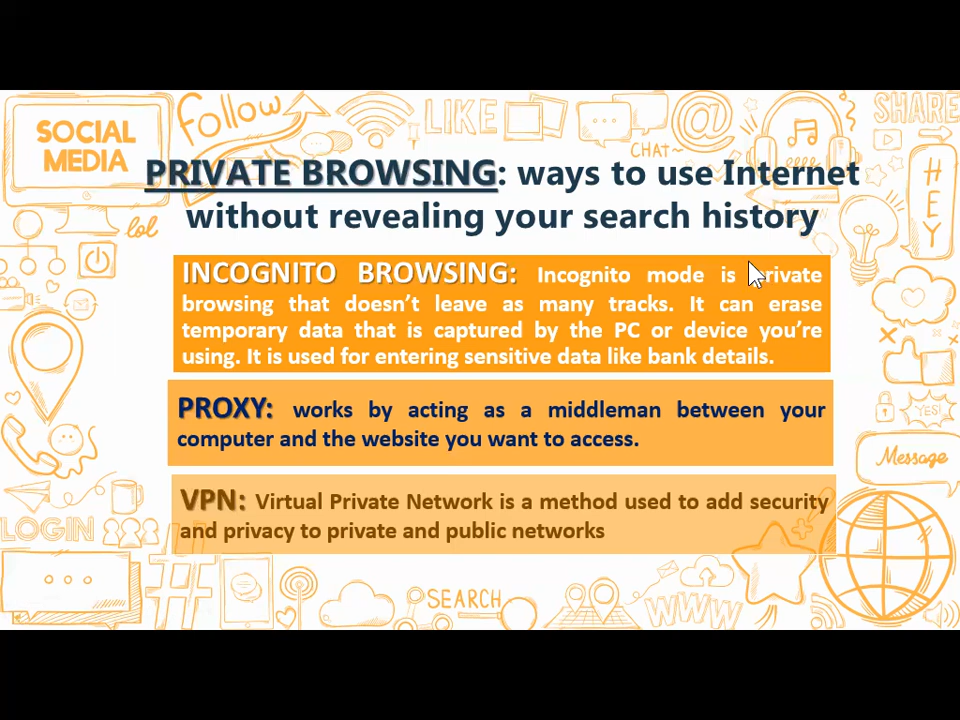 SHARE
Follow
LIKE
SOCIAL
MEDIA
CHAT~
PRIVATE BROWSING: ways to use Internet
without revealing your search history
HEY
lol
INCOGNITO BROWSING: Incognito mode is private
browsing that doesn't leave as many tracks. It can erase
temporary data that is captured by the PC or device you're
using. It is used for entering sensitive data like bank details.
PROXY: works by acting as a middleman between your
computer and the website you want to access.
YES!
Message
VPN: Virtual Private Network is a method used to add security
and privacy to private and public networks
LOGIN
SEARCH
WWW